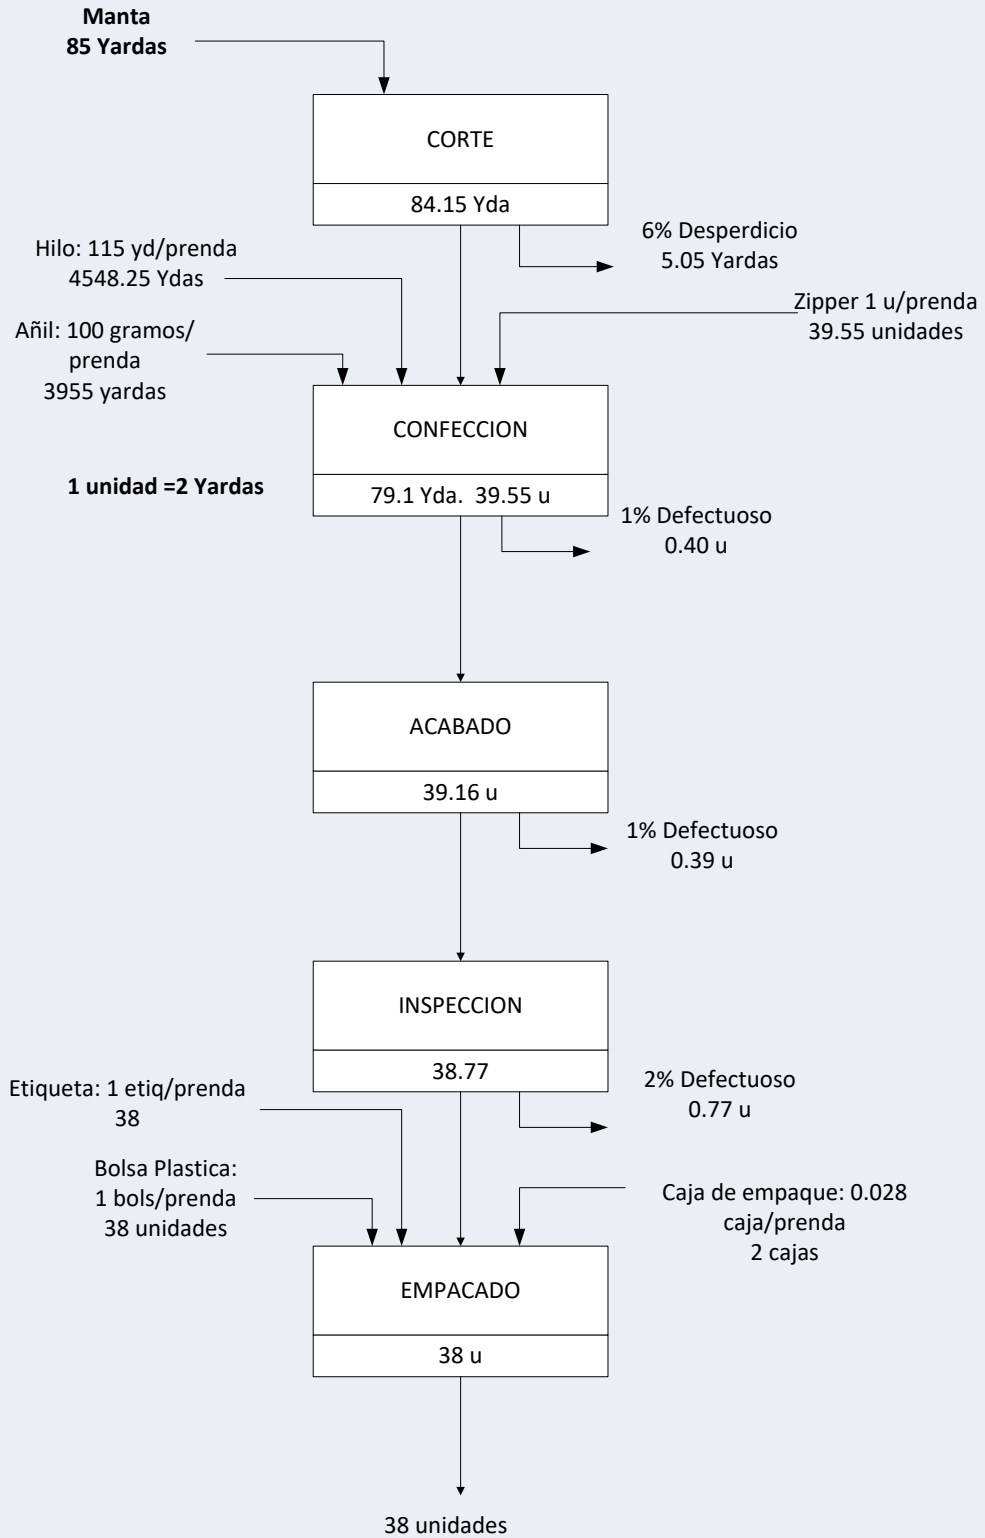 Manta
85 Yardas
CORTE
84.15 Yda
6% Desperdicio
5.05 Yardas
Hilo: 115 yd/prenda
4548.25 Ydas
Zipper 1 u/prenda
39.55 unidades
Añil: 100 gramos/
prenda
3955 yardas
CONFECCION
79.1 Yda.  39.55 u
1 unidad =2 Yardas
1% Defectuoso
0.40 u
ACABADO
39.16 u
1% Defectuoso
0.39 u
INSPECCION
38.77
2% Defectuoso
0.77 u
Etiqueta: 1 etiq/prenda
38
Bolsa Plastica:
1 bols/prenda
38 unidades
Caja de empaque: 0.028
caja/prenda
2 cajas
EMPACADO
38 u
38 unidades